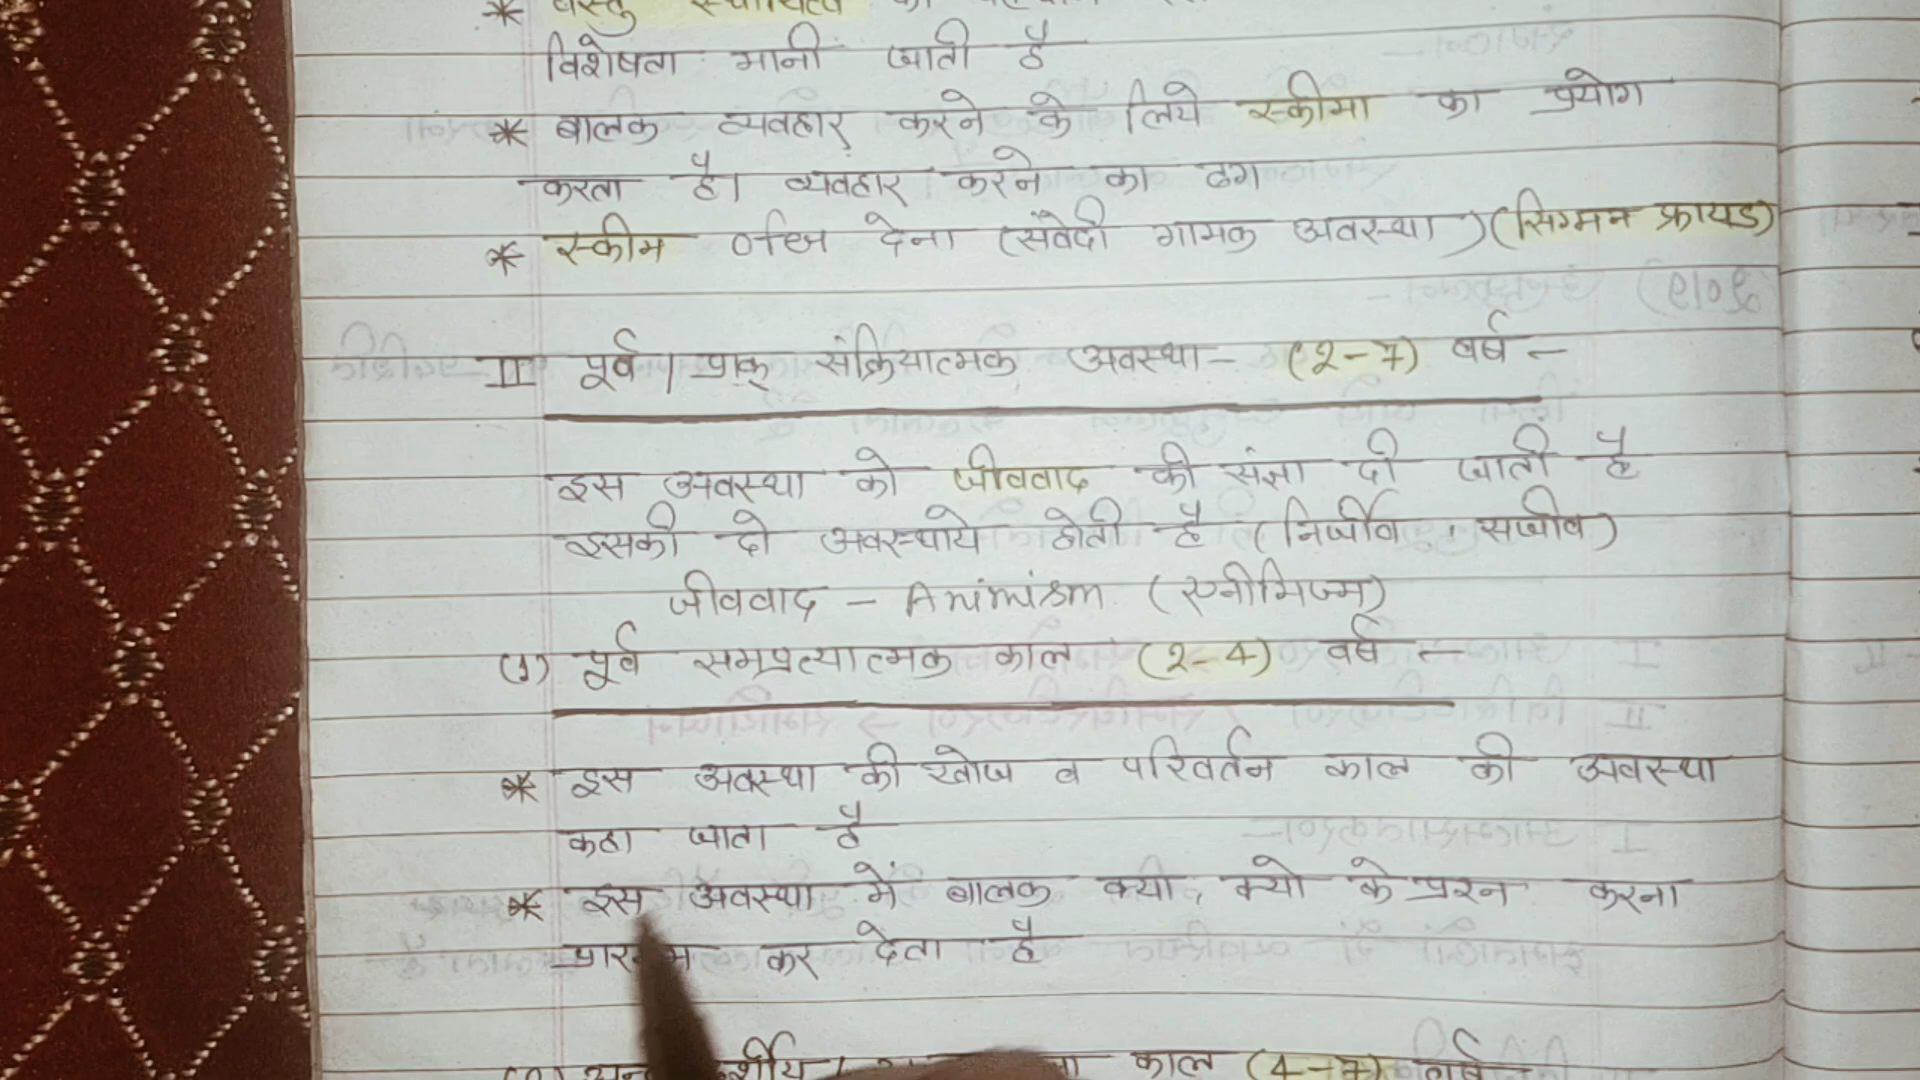 * वस्तु स्थायित्व
विशेषता मानी जाती है
* बालक व्यवहार करने के लिये स्कीमा का प्रयोग
करता है। व्यवहार करने का ढग
* स्कीम देना (संवेदी गामक अवस्था) (सिग्मन फ्रायड)
II पूर्व / प्राक् संक्रियात्मक अवस्था - (2-7) वर्ष -
इस अवस्था को जीववाद की संज्ञा दी जाती है
इसकी दो अवस्थाये होती है (निर्जीव, सजीव)
जीववाद - Animism (एनीमिज्म)
(1) पूर्व सम्प्रत्यात्मक काल (2-4) वर्ष -
* इस अवस्था की खोज व परिवर्तन काल की अवस्था
कहा जाता है
* इस अवस्था में बालक क्या, क्यो के प्रश्न करना
कर देता है
काल (4-7) वर्ष -